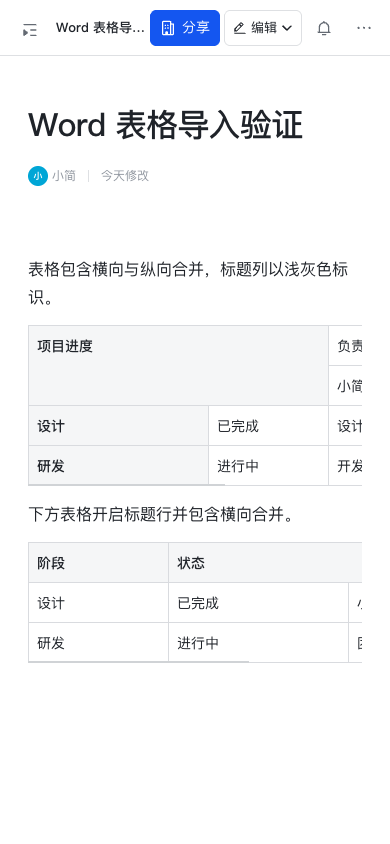 Word 表格导... 分享 编辑
Word 表格导入验证
小 小简 今天修改
表格包含横向与纵向合并，标题列以浅灰色标
识。
项目进度 负责
小简
设计 已完成 设计
研发 进行中 开发
下方表格开启标题行并包含横向合并。
阶段 状态
设计 已完成
研发 进行中